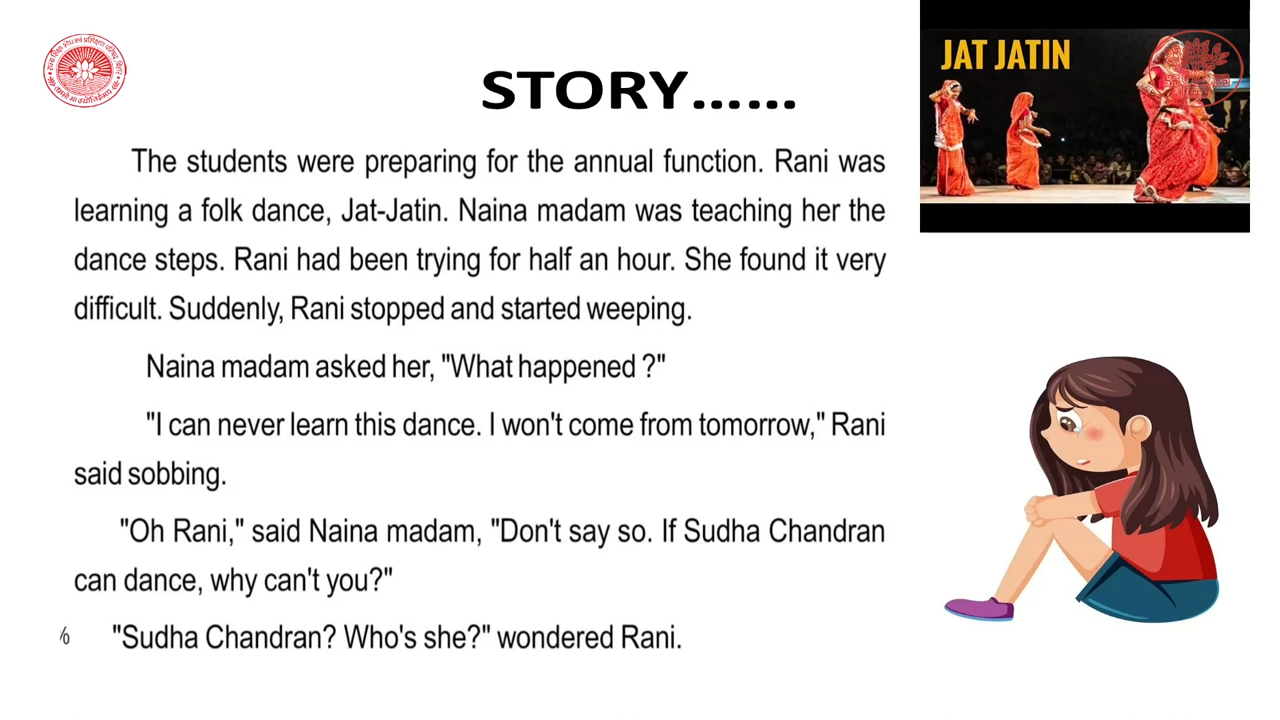 STORY......
JAT JATIN
The students were preparing for the annual function. Rani was
learning a folk dance, Jat-Jatin. Naina madam was teaching her the
dance steps. Rani had been trying for half an hour. She found it very
difficult. Suddenly, Rani stopped and started weeping.
Naina madam asked her, "What happened ?"
"I can never learn this dance. I won't come from tomorrow," Rani
said sobbing.
"Oh Rani," said Naina madam, "Don't say so. If Sudha Chandran
can dance, why can't you?"
"Sudha Chandran? Who's she?" wondered Rani.